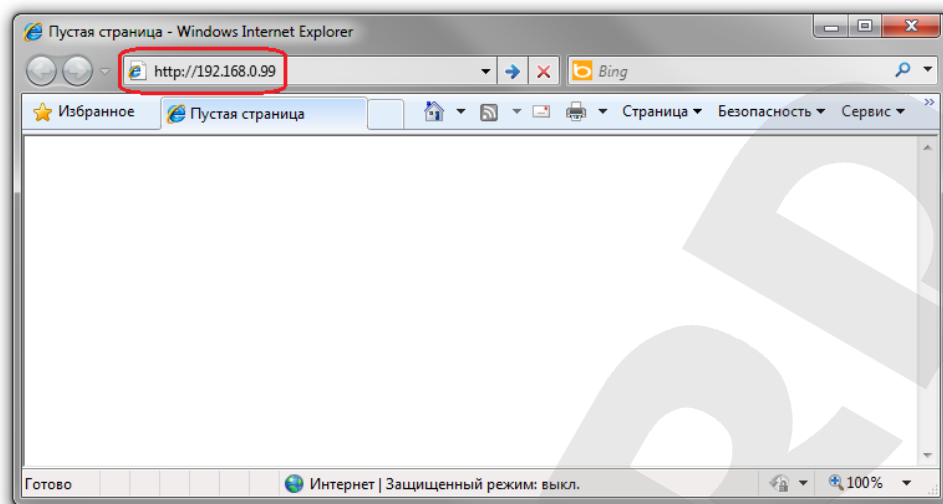 Пустая страница - Windows Internet Explorer
http://192.168.0.99
Bing
Избранное
Пустая страница
Страница
Безопасность
Сервис
Готово
Интернет | Защищенный режим: выкл.
100%